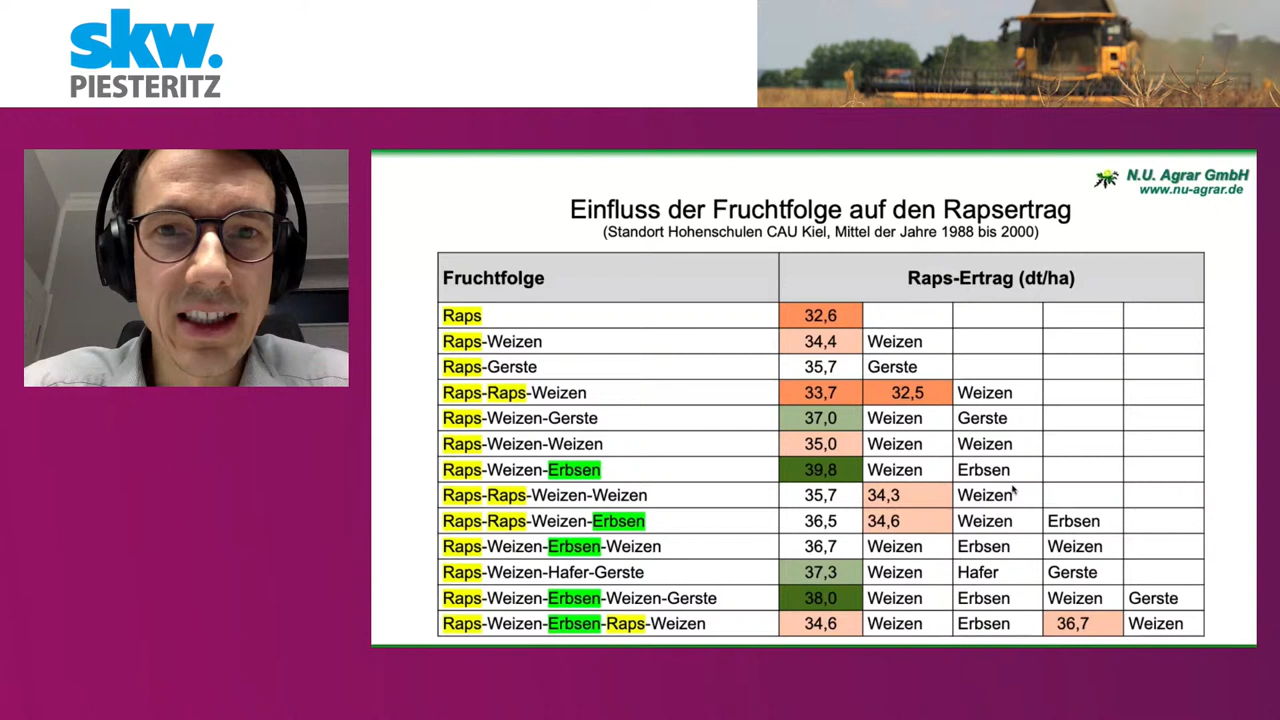 skw.
PIESTERITZ
N.U. Agrar GmbH
www.nu-agrar.de
Einfluss der Fruchtfolge auf den Rapsertrag
(Standort Hohenschulen CAU Kiel, Mittel der Jahre 1988 bis 2000)
Fruchtfolge Raps-Ertrag (dt/ha)
Raps 32,6
Raps-Weizen 34,4 Weizen
Raps-Gerste 35,7 Gerste
Raps-Raps-Weizen 33,7 32,5 Weizen
Raps-Weizen-Gerste 37,0 Weizen Gerste
Raps-Weizen-Weizen 35,0 Weizen Weizen
Raps-Weizen-Erbsen 39,8 Weizen Erbsen
Raps-Raps-Weizen-Weizen 35,7 34,3 Weizen
Raps-Raps-Weizen-Erbsen 36,5 34,6 Weizen Erbsen
Raps-Weizen-Erbsen-Weizen 36,7 Weizen Erbsen Weizen
Raps-Weizen-Hafer-Gerste 37,3 Weizen Hafer Gerste
Raps-Weizen-Erbsen-Weizen-Gerste 38,0 Weizen Erbsen Weizen Gerste
Raps-Weizen-Erbsen-Raps-Weizen 34,6 Weizen Erbsen 36,7 Weizen